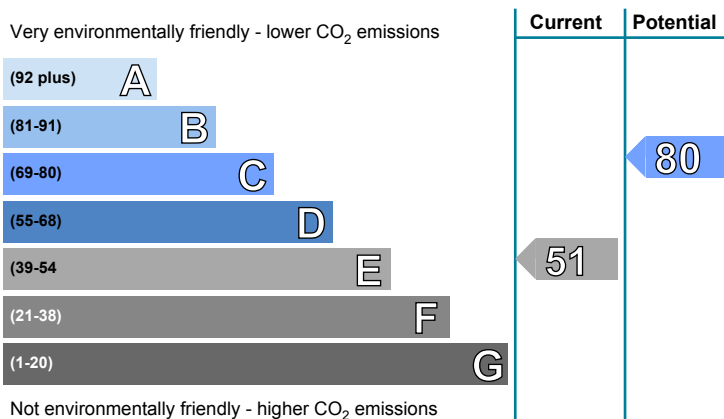 Current Potential
Very environmentally friendly - lower CO2 emissions
(92 plus) A
(81-91) B
(69-80) C
80
(55-68) D
(39-54 E
51
(21-38) F
(1-20) G
Not environmentally friendly - higher CO2 emissions